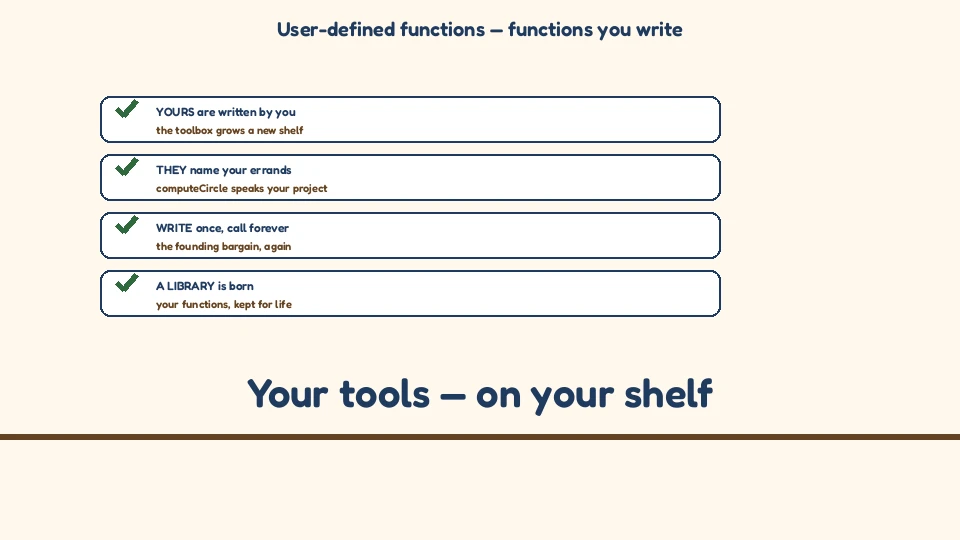 User-defined functions — functions you write
YOURS are written by you
the toolbox grows a new shelf
THEY name your errands
computeCircle speaks your project
WRITE once, call forever
the founding bargain, again
A LIBRARY is born
your functions, kept for life
Your tools — on your shelf